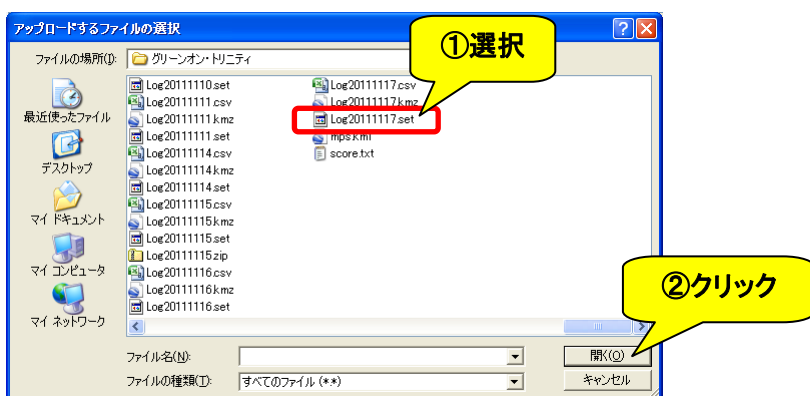 アップロードするファイルの選択
①選択
ファイルの場所(I):
グリーンオン・トリニティ
最近使ったファイル
デスクトップ
マイ ドキュメント
マイ コンピュータ
マイ ネットワーク
Log20111110.set
Log20111111.csv
Log20111111.kmz
Log20111111.set
Log20111114.csv
Log20111114.kmz
Log20111114.set
Log20111115.csv
Log20111115.kmz
Log20111115.set
Log20111115.zip
Log20111116.csv
Log20111116.kmz
Log20111116.set
Log20111117.csv
Log20111117.kmz
Log20111117.set
mps.kml
score.txt
②クリック
ファイル名(N):
開く(O)
ファイルの種類(T):
すべてのファイル (*.*)
キャンセル